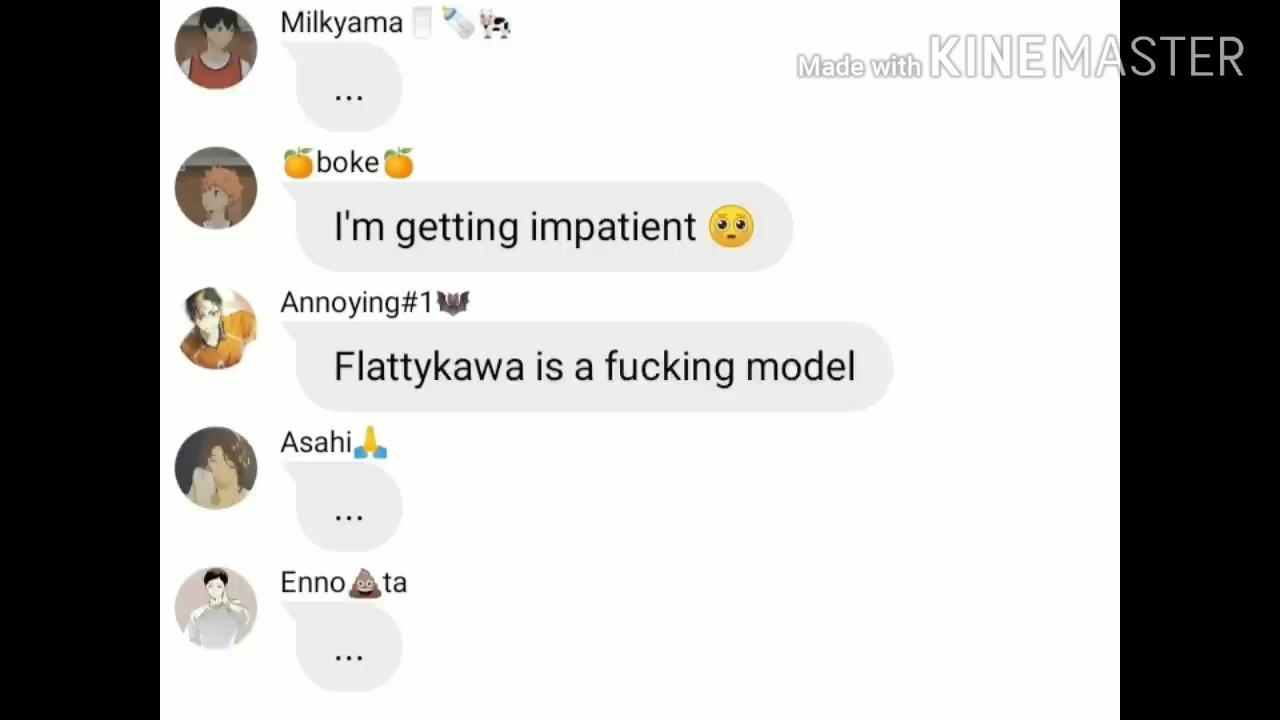 Milkyama🥛🍼🐄
Made with KINEMASTER
...
🍊boke🍊
I'm getting impatient 🥺
Annoying#1🦇
Flattykawa is a fucking model
Asahi🙏
...
Enno💩ta
...